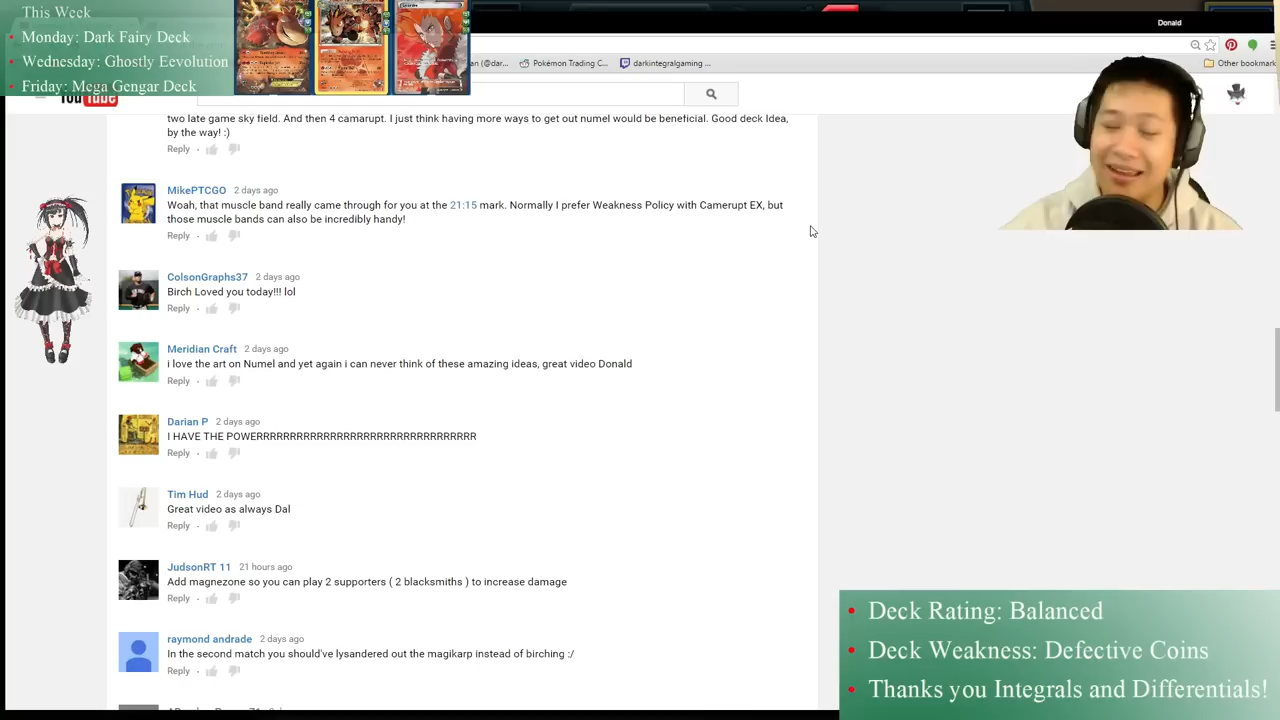 This Week
Monday: Dark Fairy Deck
Wednesday: Ghostly Eevolution
Friday: Mega Gengar Deck
Donald
Pokémon Trading C...
darkintegralgaming ...
Other bookmark
YouTube
two late game sky field. And then 4 camarupt. I just think having more ways to get out numel would be beneficial. Good deck Idea,
by the way! :)
Reply
MikePTCGO 2 days ago
Woah, that muscle band really came through for you at the 21:15 mark. Normally I prefer Weakness Policy with Camerupt EX, but
those muscle bands can also be incredibly handy!
Reply
ColsonGraphs37 2 days ago
Birch Loved you today!!! lol
Reply
Meridian Craft 2 days ago
i love the art on Numel and yet again i can never think of these amazing ideas, great video Donald
Reply
Darian P 2 days ago
I HAVE THE POWERRRRRRRRRRRRRRRRRRRRRRRRRRRRRRRRR
Reply
Tim Hud 2 days ago
Great video as always Dal
Reply
JudsonRT 11 21 hours ago
Add magnezone so you can play 2 supporters ( 2 blacksmiths ) to increase damage
Reply
raymond andrade 2 days ago
In the second match you should've lysandered out the magikarp instead of birching :/
Reply
Deck Rating: Balanced
Deck Weakness: Defective Coins
Thanks you Integrals and Differentials!